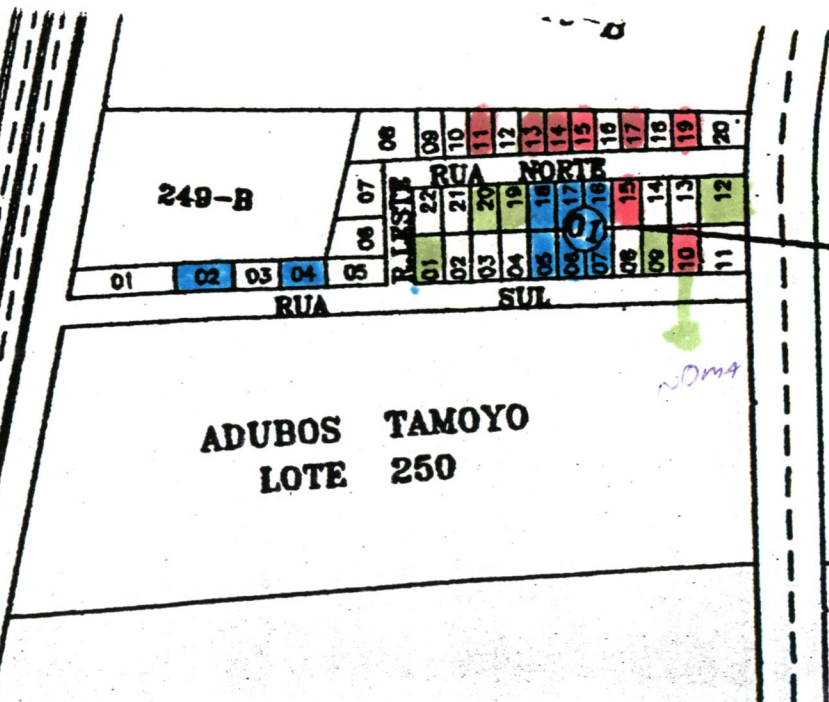 08 09 10 11 12 13 14 15 16 17 18 19 20
RUA NORTE
249-B
07
R.LESTE
22 21 20 19 18 17 16 15 14 13 12
06
01
01 02 03 04 05
01 02 03 04 05 06 07 08 09 10 11
RUA SUL
NOMA
ADUBOS TAMOYO
LOTE 250